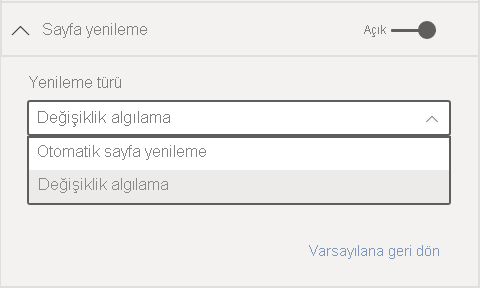 Sayfa yenileme
Açık
Yenileme türü
Değişiklik algılama
Otomatik sayfa yenileme
Değişiklik algılama
Varsayılana geri dön